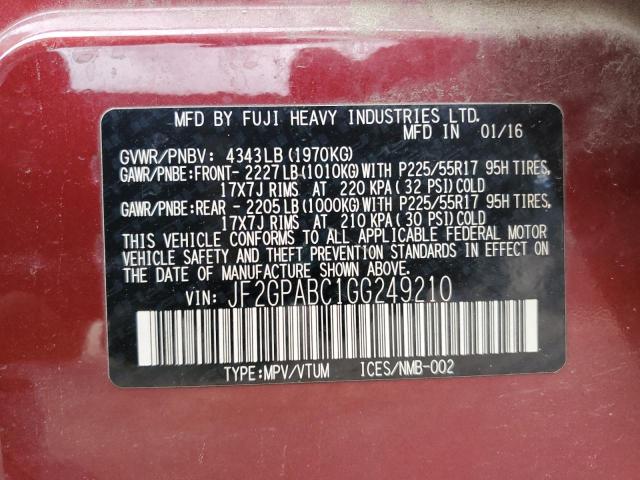 MFD BY FUJI HEAVY INDUSTRIES LTD.
MFD IN 01/16
GVWR/PNBV: 4343LB(1970KG)
GAWR/PNBE:FRONT- 2227LB(1010KG)WITH P225/55R17 95H TIRES,
17X7J RIMS AT 220 KPA(32 PSI)COLD
GAWR/PNBE:REAR - 2205LB(1000KG)WITH P225/55R17 95H TIRES,
17X7J RIMS AT 210 KPA(30 PSI)COLD
THIS VEHICLE CONFORMS TO ALL APPLICABLE FEDERAL MOTOR
VEHICLE SAFETY AND THEFT PREVENTION STANDARDS IN EFFECT ON
THE DATE OF MANUFACTURE SHOWN ABOVE.
VIN: JF2GPABC1GG249210
TYPE:MPV/VTUM ICES/NMB-002